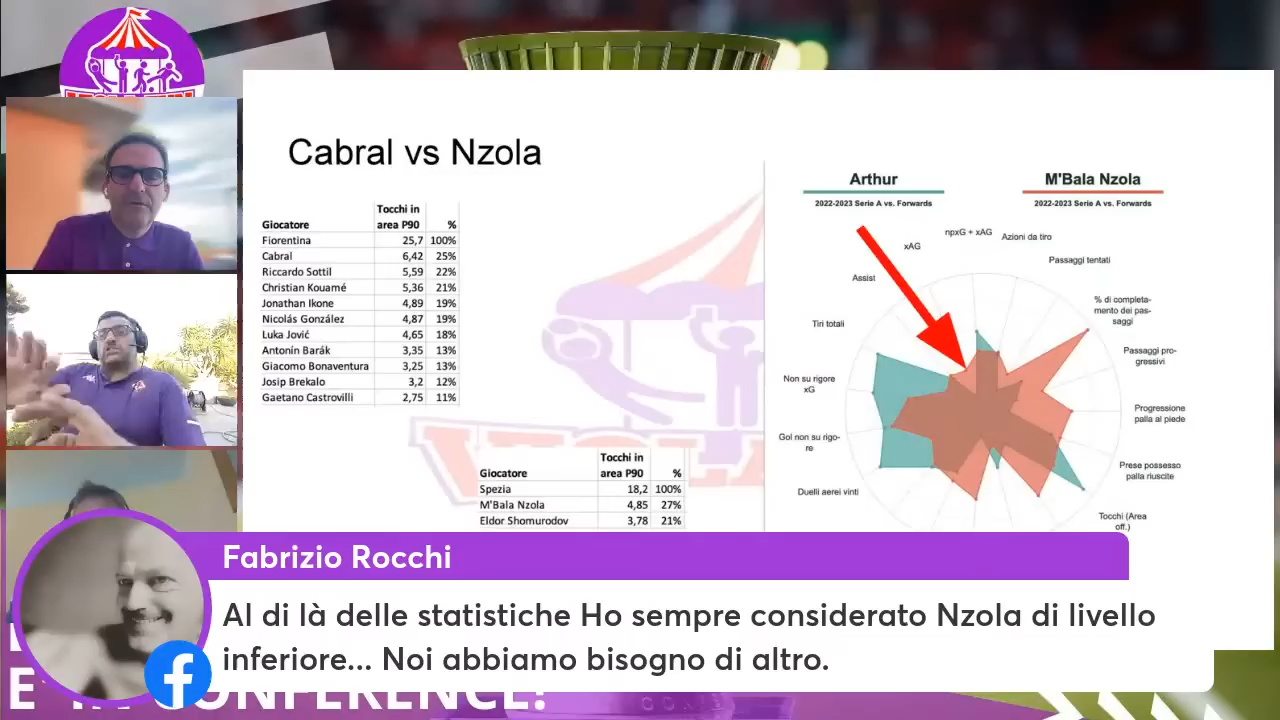 Cabral vs Nzola
Giocatore Tocchi in area P90 %
Fiorentina 25,7 100%
Cabral 6,42 25%
Riccardo Sottil 5,59 22%
Christian Kouamé 5,36 21%
Jonathan Ikone 4,89 19%
Nicolás González 4,87 19%
Luka Jović 4,65 18%
Antonín Barák 3,35 13%
Giacomo Bonaventura 3,25 13%
Josip Brekalo 3,2 12%
Gaetano Castrovilli 2,75 11%
Giocatore Tocchi in area P90 %
Spezia 18,2 100%
M'Bala Nzola 4,85 27%
Eldor Shomurodov 3,78 21%
Arthur
2022-2023 Serie A vs. Forwards
M'Bala Nzola
2022-2023 Serie A vs. Forwards
npxG + xAG
Azioni da tiro
Passaggi tentati
% di completa-
mento dei pas-
saggi
Passaggi pro-
gressivi
Progressione
palla al piede
Prese possesso
palla riuscite
Tocchi (Area
off.)
Duelli aerei vinti
Gol non su rigo-
re
Non su rigore
xG
Tiri totali
Assist
xAG
Fabrizio Rocchi
Al di là delle statistiche Ho sempre considerato Nzola di livello
inferiore... Noi abbiamo bisogno di altro.